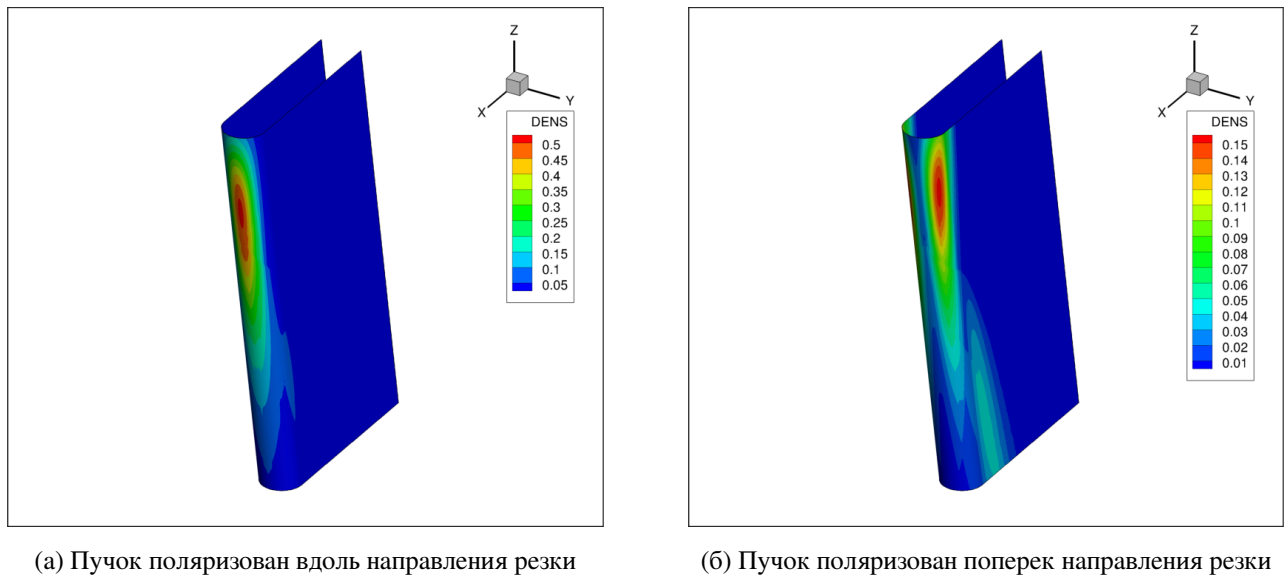 Z
X
Y
DENS
0.5
0.45
0.4
0.35
0.3
0.25
0.2
0.15
0.1
0.05
(а) Пучок поляризован вдоль направления резки
Z
X
Y
DENS
0.15
0.14
0.13
0.12
0.11
0.1
0.09
0.08
0.07
0.06
0.05
0.04
0.03
0.02
0.01
(б) Пучок поляризован поперек направления резки